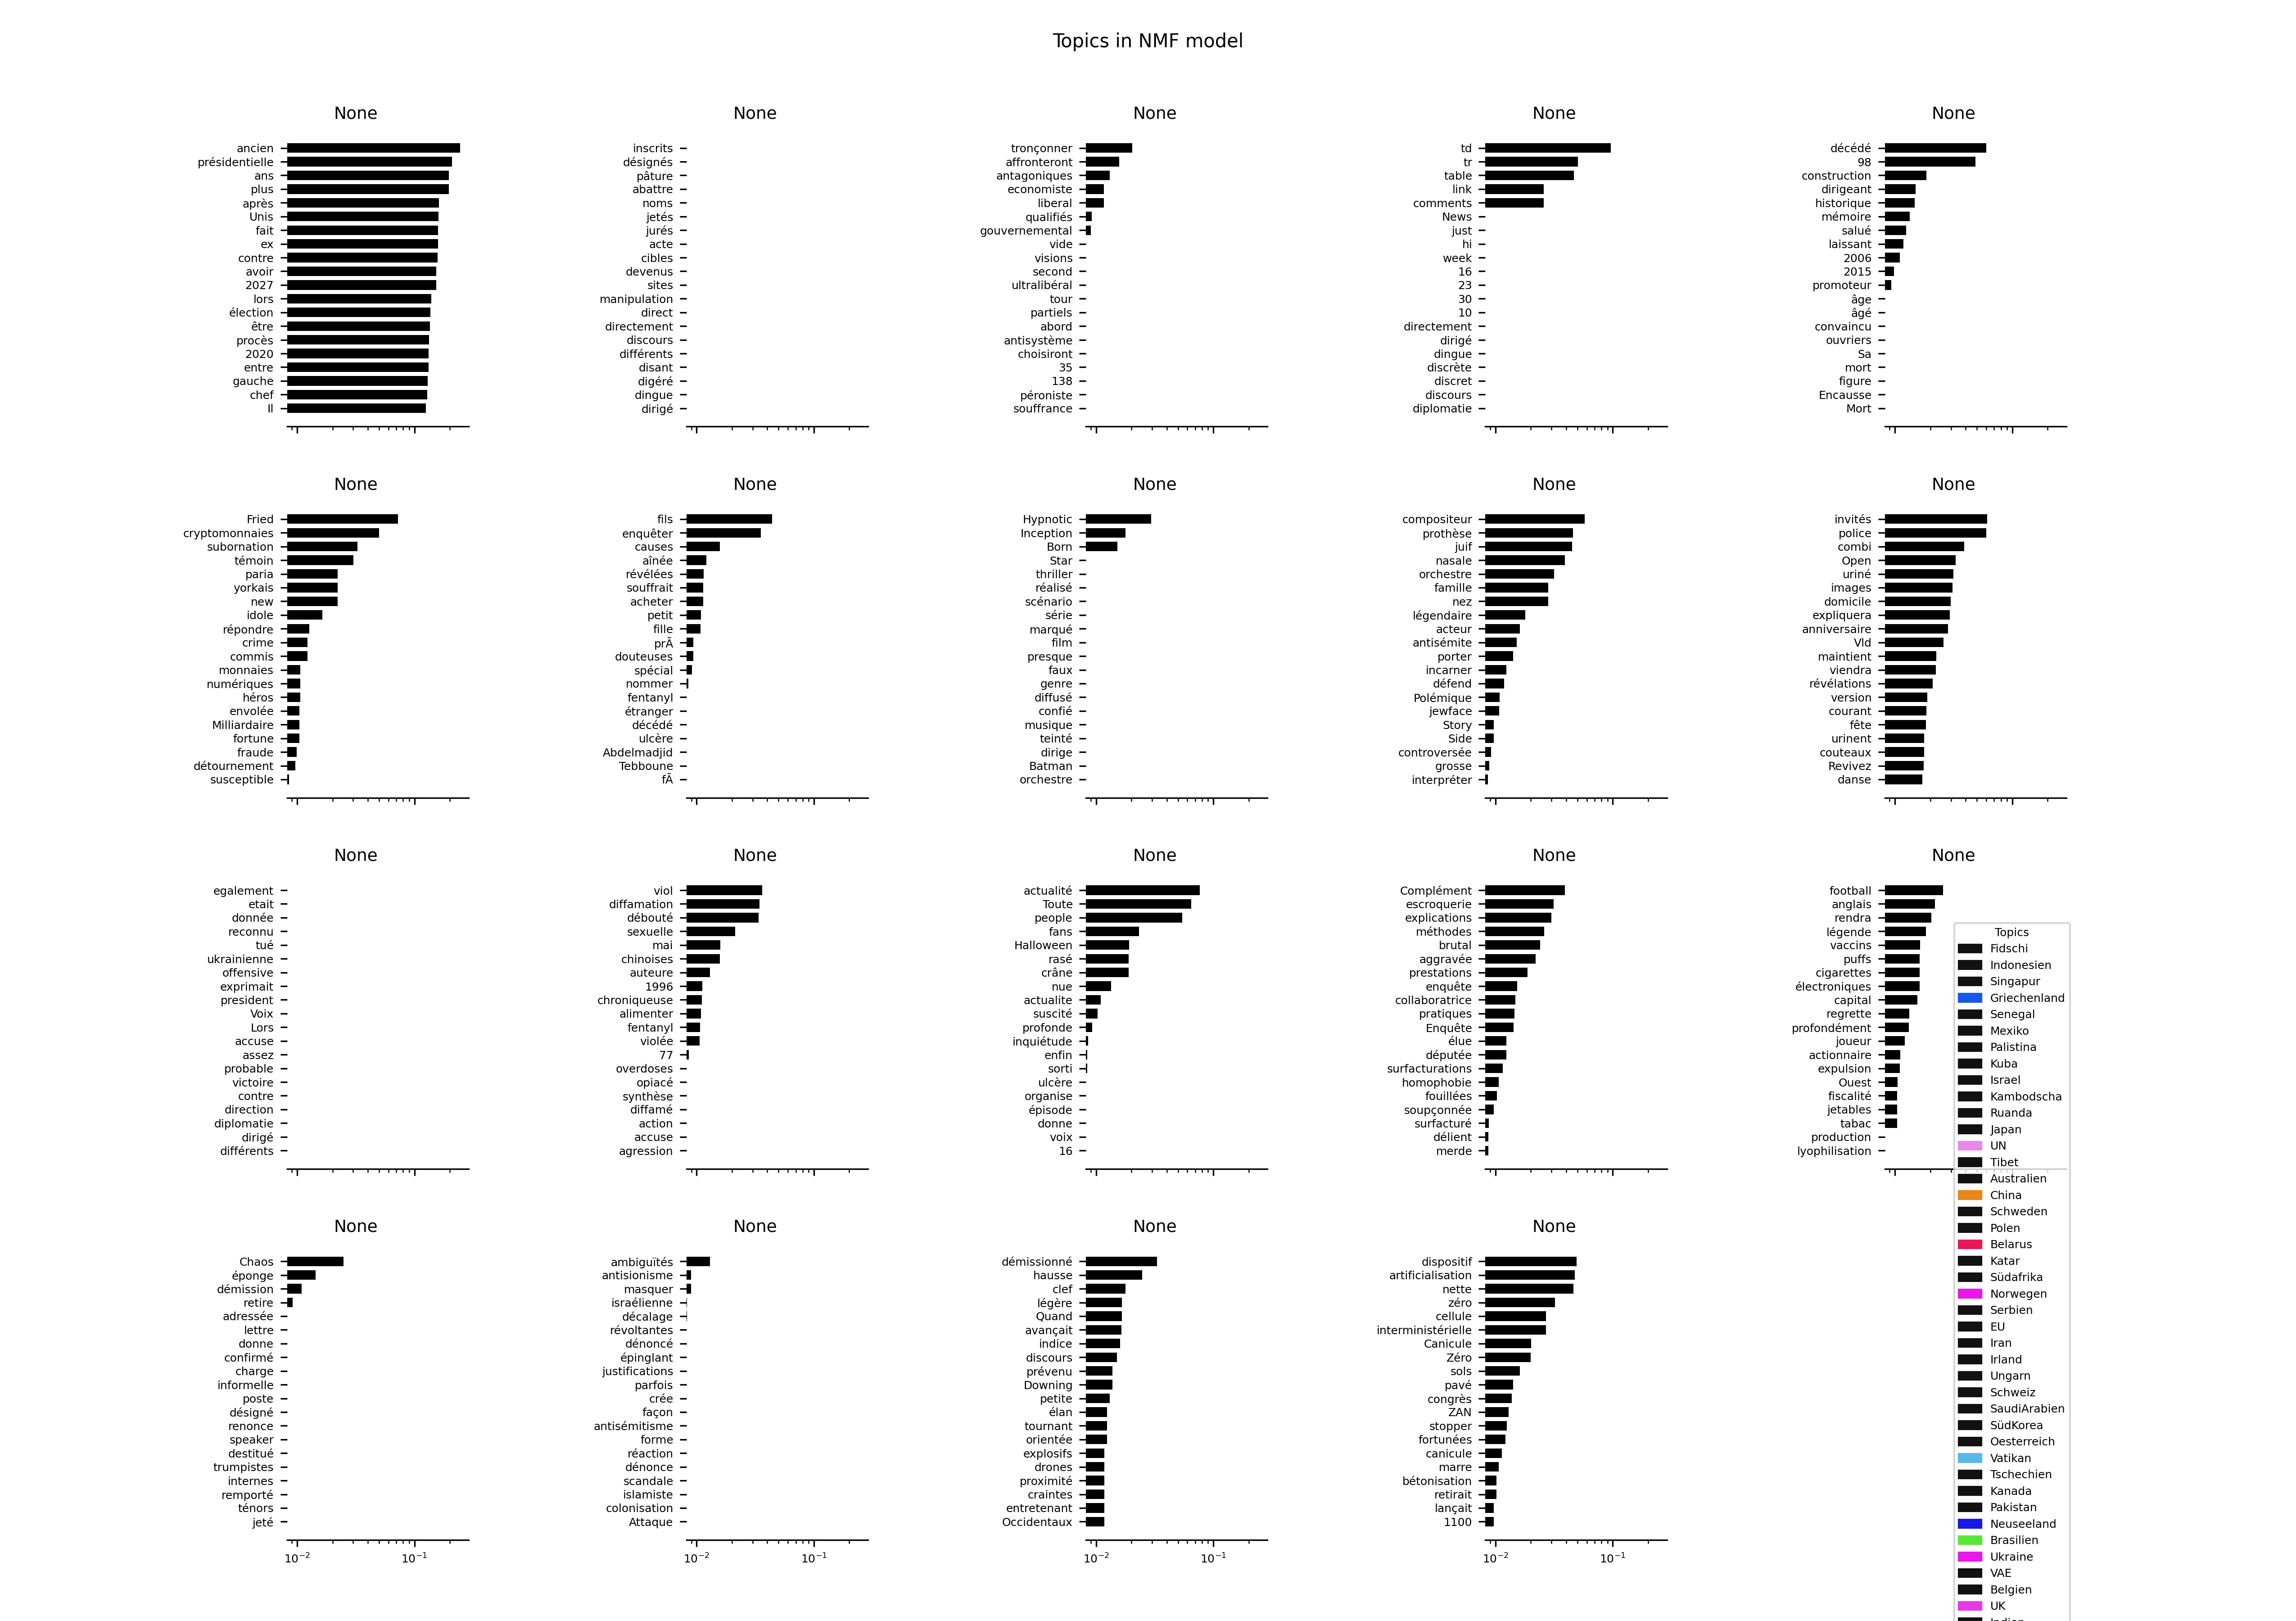 Topics in NMF model
None
ancien
présidentielle
ans
plus
après
Unis
fait
ex
contre
avoir
2027
lors
élection
être
procès
2020
entre
gauche
chef
Il
None
inscrits
désignés
pâture
abattre
noms
jetés
jurés
acte
cibles
devenus
sites
manipulation
direct
directement
discours
différents
disant
digéré
dingue
dirigé
None
tronçonner
affronteront
antagoniques
economiste
liberal
qualifiés
gouvernemental
vide
visions
second
ultralibéral
tour
partiels
abord
antisystème
choisiront
35
138
péroniste
souffrance
None
td
tr
table
link
comments
News
just
hi
week
16
23
30
10
directement
dirigé
dingue
discrète
discret
discours
diplomatie
None
décédé
98
construction
dirigeant
historique
mémoire
salué
laissant
2006
2015
promoteur
âge
âgé
convaincu
ouvriers
Sa
mort
figure
Encausse
Mort
None
Fried
cryptomonnaies
subornation
témoin
paria
yorkais
new
idole
répondre
crime
commis
monnaies
numériques
héros
envolée
Milliardaire
fortune
fraude
détournement
susceptible
None
fils
enquêter
causes
aînée
révélées
souffrait
acheter
petit
fille
prÃ
douteuses
spécial
nommer
fentanyl
étranger
décédé
ulcère
Abdelmadjid
Tebboune
fÃ
None
Hypnotic
Inception
Born
Star
thriller
réalisé
scénario
série
marqué
film
presque
faux
genre
diffusé
confié
musique
teinté
dirige
Batman
orchestre
None
compositeur
prothèse
juif
nasale
orchestre
famille
nez
légendaire
acteur
antisémite
porter
incarner
défend
Polémique
jewface
Story
Side
controversée
grosse
interpréter
None
invités
police
combi
Open
uriné
images
domicile
expliquera
anniversaire
Vld
maintient
viendra
révélations
version
courant
fête
urinent
couteaux
Revivez
danse
None
egalement
etait
donnée
reconnu
tué
ukrainienne
offensive
exprimait
president
Voix
Lors
accuse
assez
probable
victoire
contre
direction
diplomatie
dirigé
différents
None
viol
diffamation
débouté
sexuelle
mai
chinoises
auteure
1996
chroniqueuse
alimenter
fentanyl
violée
77
overdoses
opiacé
synthèse
diffamé
action
accuse
agression
None
actualité
Toute
people
fans
Halloween
rasé
crâne
nue
actualite
suscité
profonde
inquiétude
enfin
sorti
ulcère
organise
épisode
donne
voix
16
None
Complément
escroquerie
explications
méthodes
brutal
aggravée
prestations
enquête
collaboratrice
pratiques
Enquête
élue
députée
surfacturations
homophobie
fouillées
soupçonnée
surfacturé
délient
merde
None
football
anglais
rendra
légende
vaccins
puffs
cigarettes
électroniques
capital
regrette
profondément
joueur
actionnaire
expulsion
Ouest
fiscalité
jetables
tabac
production
lyophilisation
None
Chaos
éponge
démission
retire
adressée
lettre
donne
confirmé
charge
informelle
poste
désigné
renonce
speaker
destitué
trumpistes
internes
remporté
ténors
jeté
10⁻² 10⁻¹
None
ambiguïtés
antisionisme
masquer
israélienne
décalage
révoltantes
dénoncé
épinglant
justifications
parfois
crée
façon
antisémitisme
forme
réaction
dénonce
scandale
islamiste
colonisation
Attaque
10⁻² 10⁻¹
None
démissionné
hausse
clef
légère
Quand
avançait
indice
discours
prévenu
Downing
petite
élan
tournant
orientée
explosifs
drones
proximité
craintes
entretenant
Occidentaux
10⁻² 10⁻¹
None
dispositif
artificialisation
nette
zéro
cellule
interministérielle
Canicule
Zéro
sols
pavé
congrès
ZAN
stopper
fortunées
canicule
marre
bétonisation
retirait
lançait
1100
10⁻² 10⁻¹
Topics
Fidschi
Indonesien
Singapur
Griechenland
Senegal
Mexiko
Palistina
Kuba
Israel
Kambodscha
Ruanda
Japan
UN
Tibet
Australien
China
Schweden
Polen
Belarus
Katar
Südafrika
Norwegen
Serbien
EU
Iran
Irland
Ungarn
Schweiz
SaudiArabien
SüdKorea
Oesterreich
Vatikan
Tschechien
Kanada
Pakistan
Neuseeland
Brasilien
Ukraine
VAE
Belgien
UK